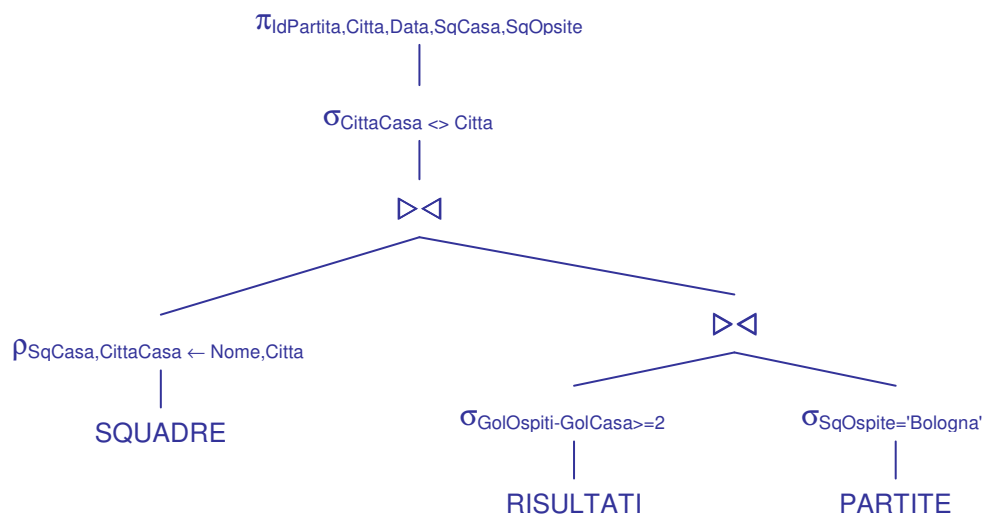 πIdPartita,Citta,Data,SqCasa,SqOpsite
σCittaCasa <> Citta
▷◁
▷◁
ρSqCasa,CittaCasa ← Nome,Citta
SQUADRE
σGolOspiti-GolCasa>=2
σSqOspite='Bologna'
RISULTATI
PARTITE